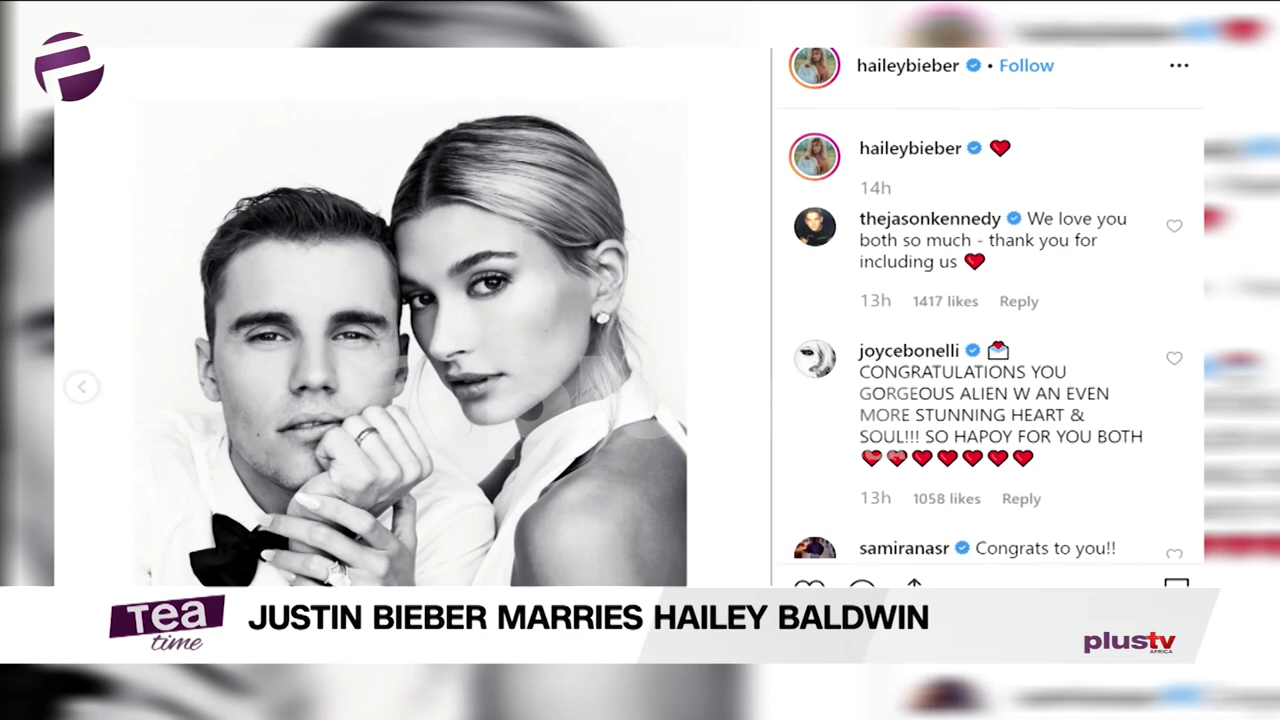 haileybieber • Follow
haileybieber
14h
thejasonkennedy We love you
both so much - thank you for
including us
13h 1417 likes Reply
joycebonelli
CONGRATULATIONS YOU
GORGEOUS ALIEN W AN EVEN
MORE STUNNING HEART &
SOUL!!! SO HAPOY FOR YOU BOTH
13h 1058 likes Reply
samiranasr Congrats to you!!
Tea
time
JUSTIN BIEBER MARRIES HAILEY BALDWIN
plustv
AFRICA